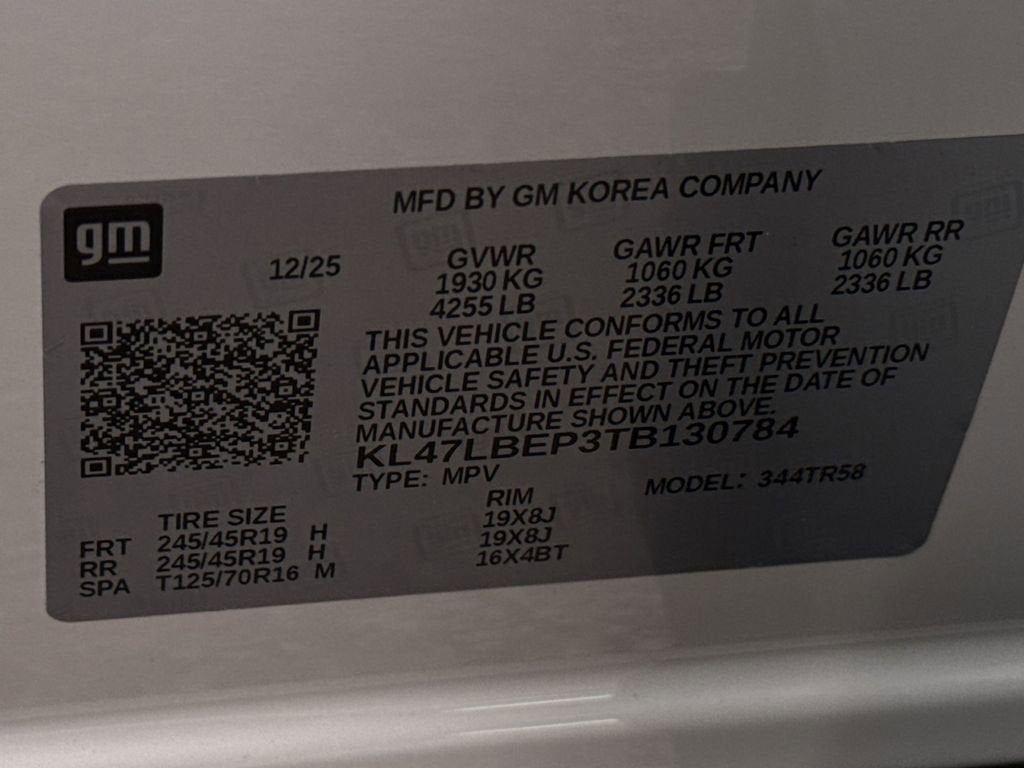 gm
MFD BY GM KOREA COMPANY
12/25
GVWR
1930 KG
4255 LB
GAWR FRT
1060 KG
2336 LB
GAWR RR
1060 KG
2336 LB
THIS VEHICLE CONFORMS TO ALL
APPLICABLE U.S. FEDERAL MOTOR
VEHICLE SAFETY AND THEFT PREVENTION
STANDARDS IN EFFECT ON THE DATE OF
MANUFACTURE SHOWN ABOVE.
KL47LBEP3TB130784
TYPE: MPV
MODEL: 344TR58
TIRE SIZE RIM
FRT 245/45R19 H 19X8J
RR 245/45R19 H 19X8J
SPA T125/70R16 M 16X4BT